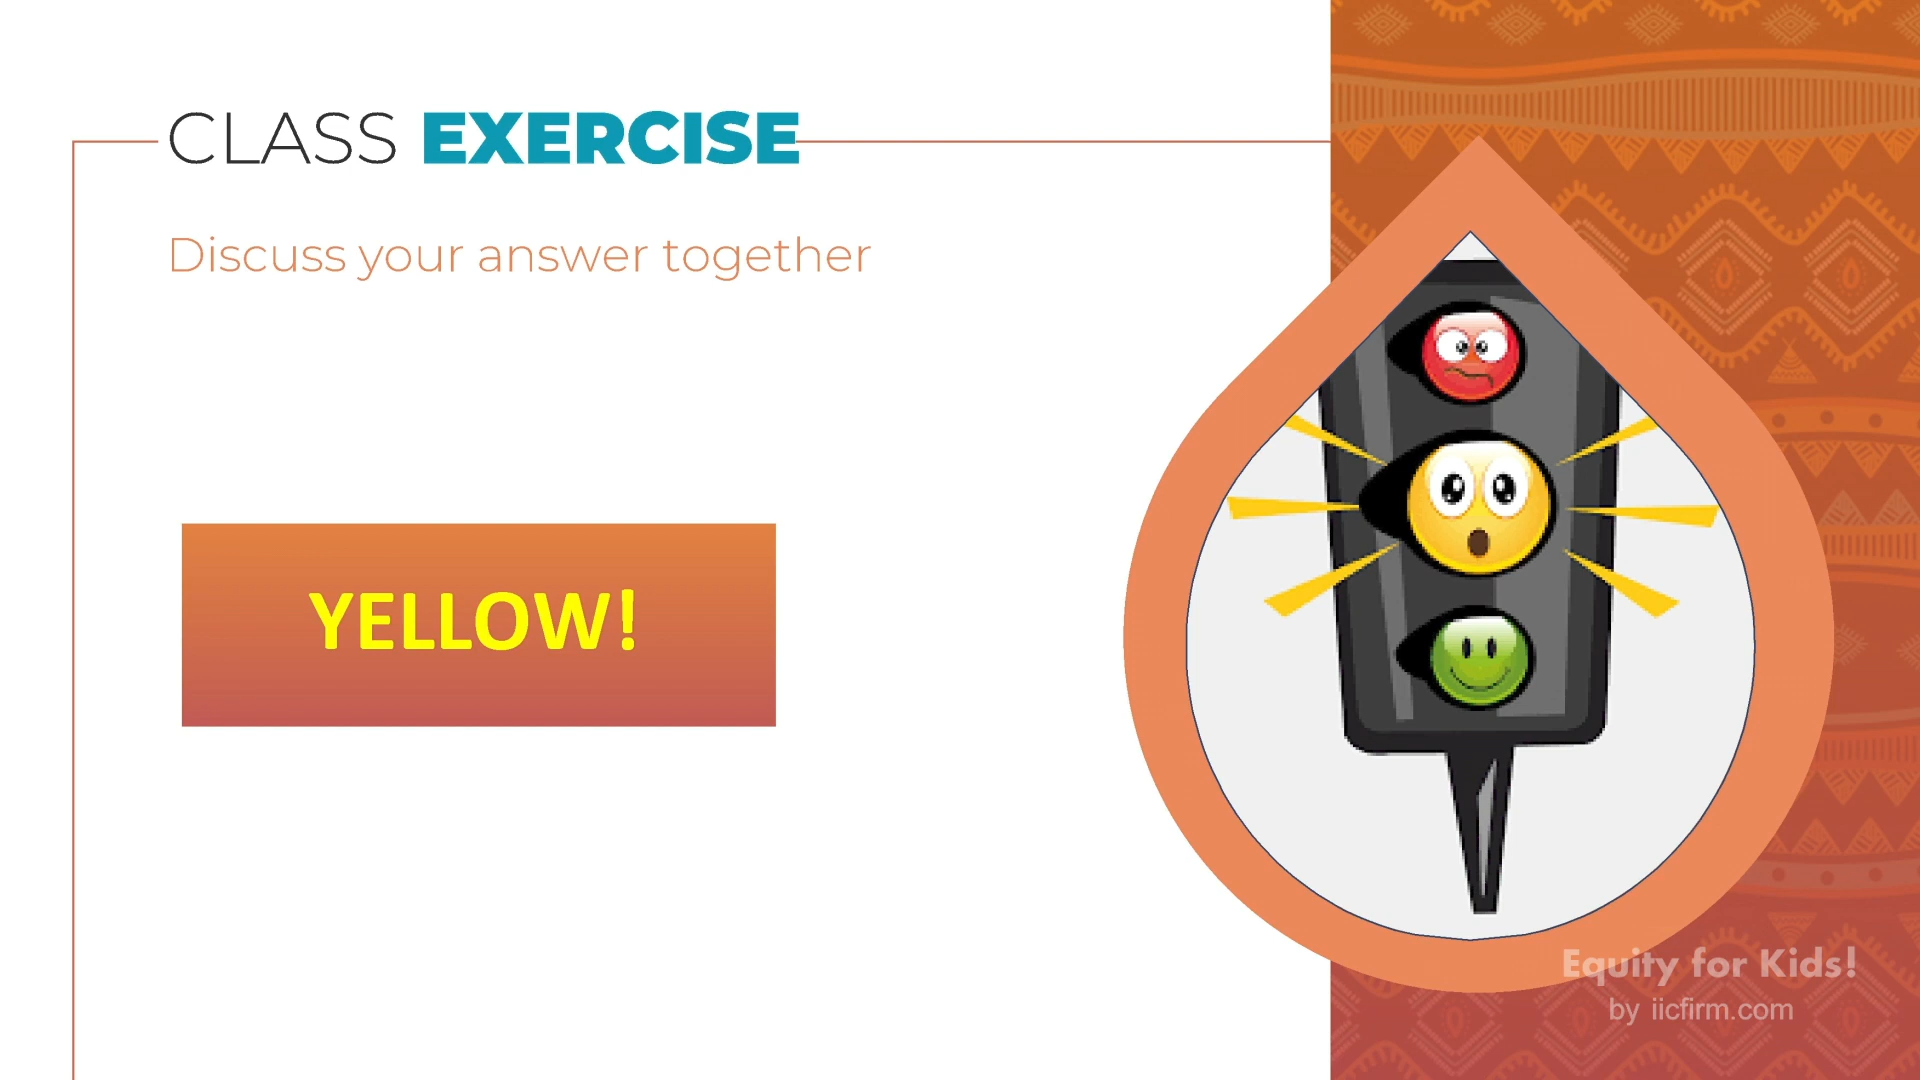 CLASS EXERCISE
Discuss your answer together
YELLOW!
Equity for Kids!
by iicfirm.com